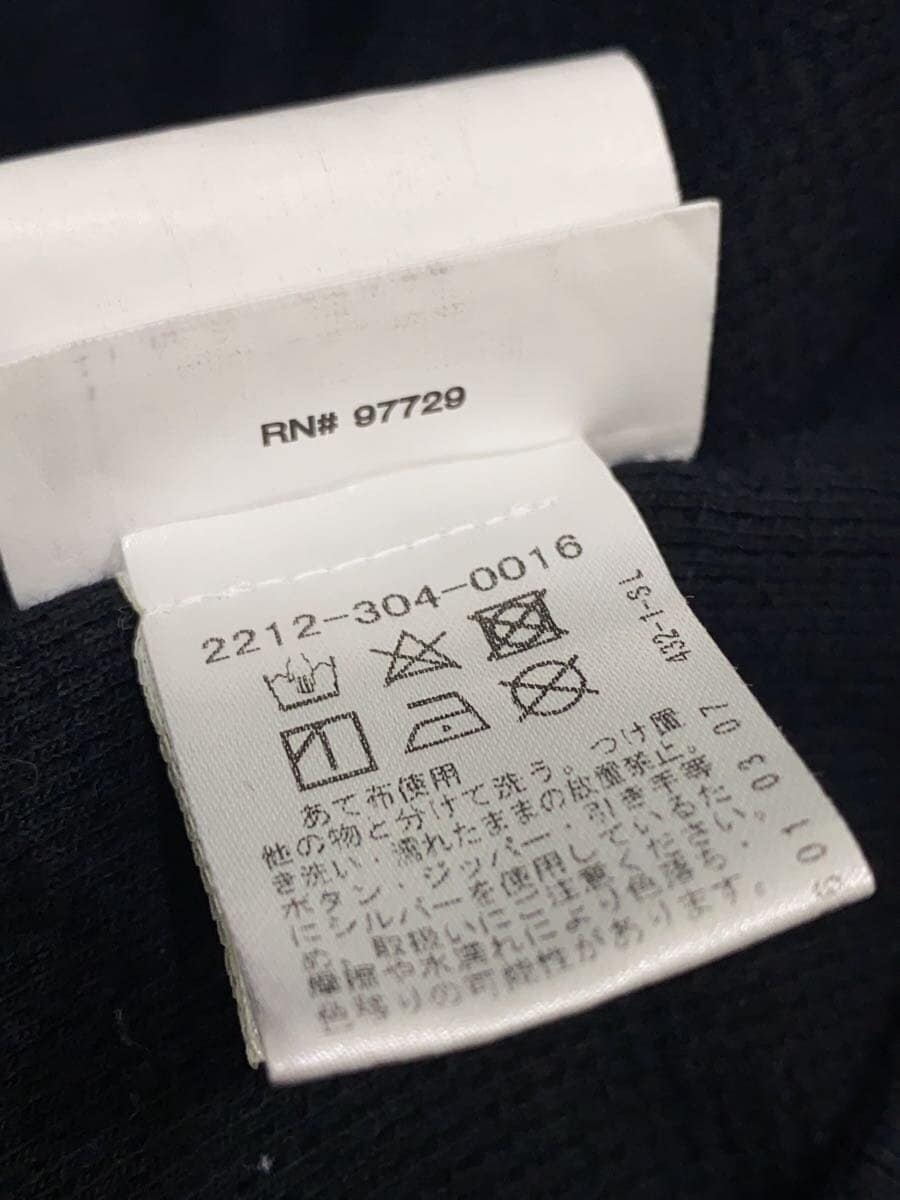 RN# 97729
2212-304-0016
432-1-SL
あて布使用
他の物と分けて洗う。つけ置
き洗い・濡れたままの放置禁止。
ボタン・ジッパー・引き手等
にシルバーを使用しているた
め、取扱いにご注意ください。
摩擦や水濡れにより色落ち・
色移りの可能性があります。
01 03 07